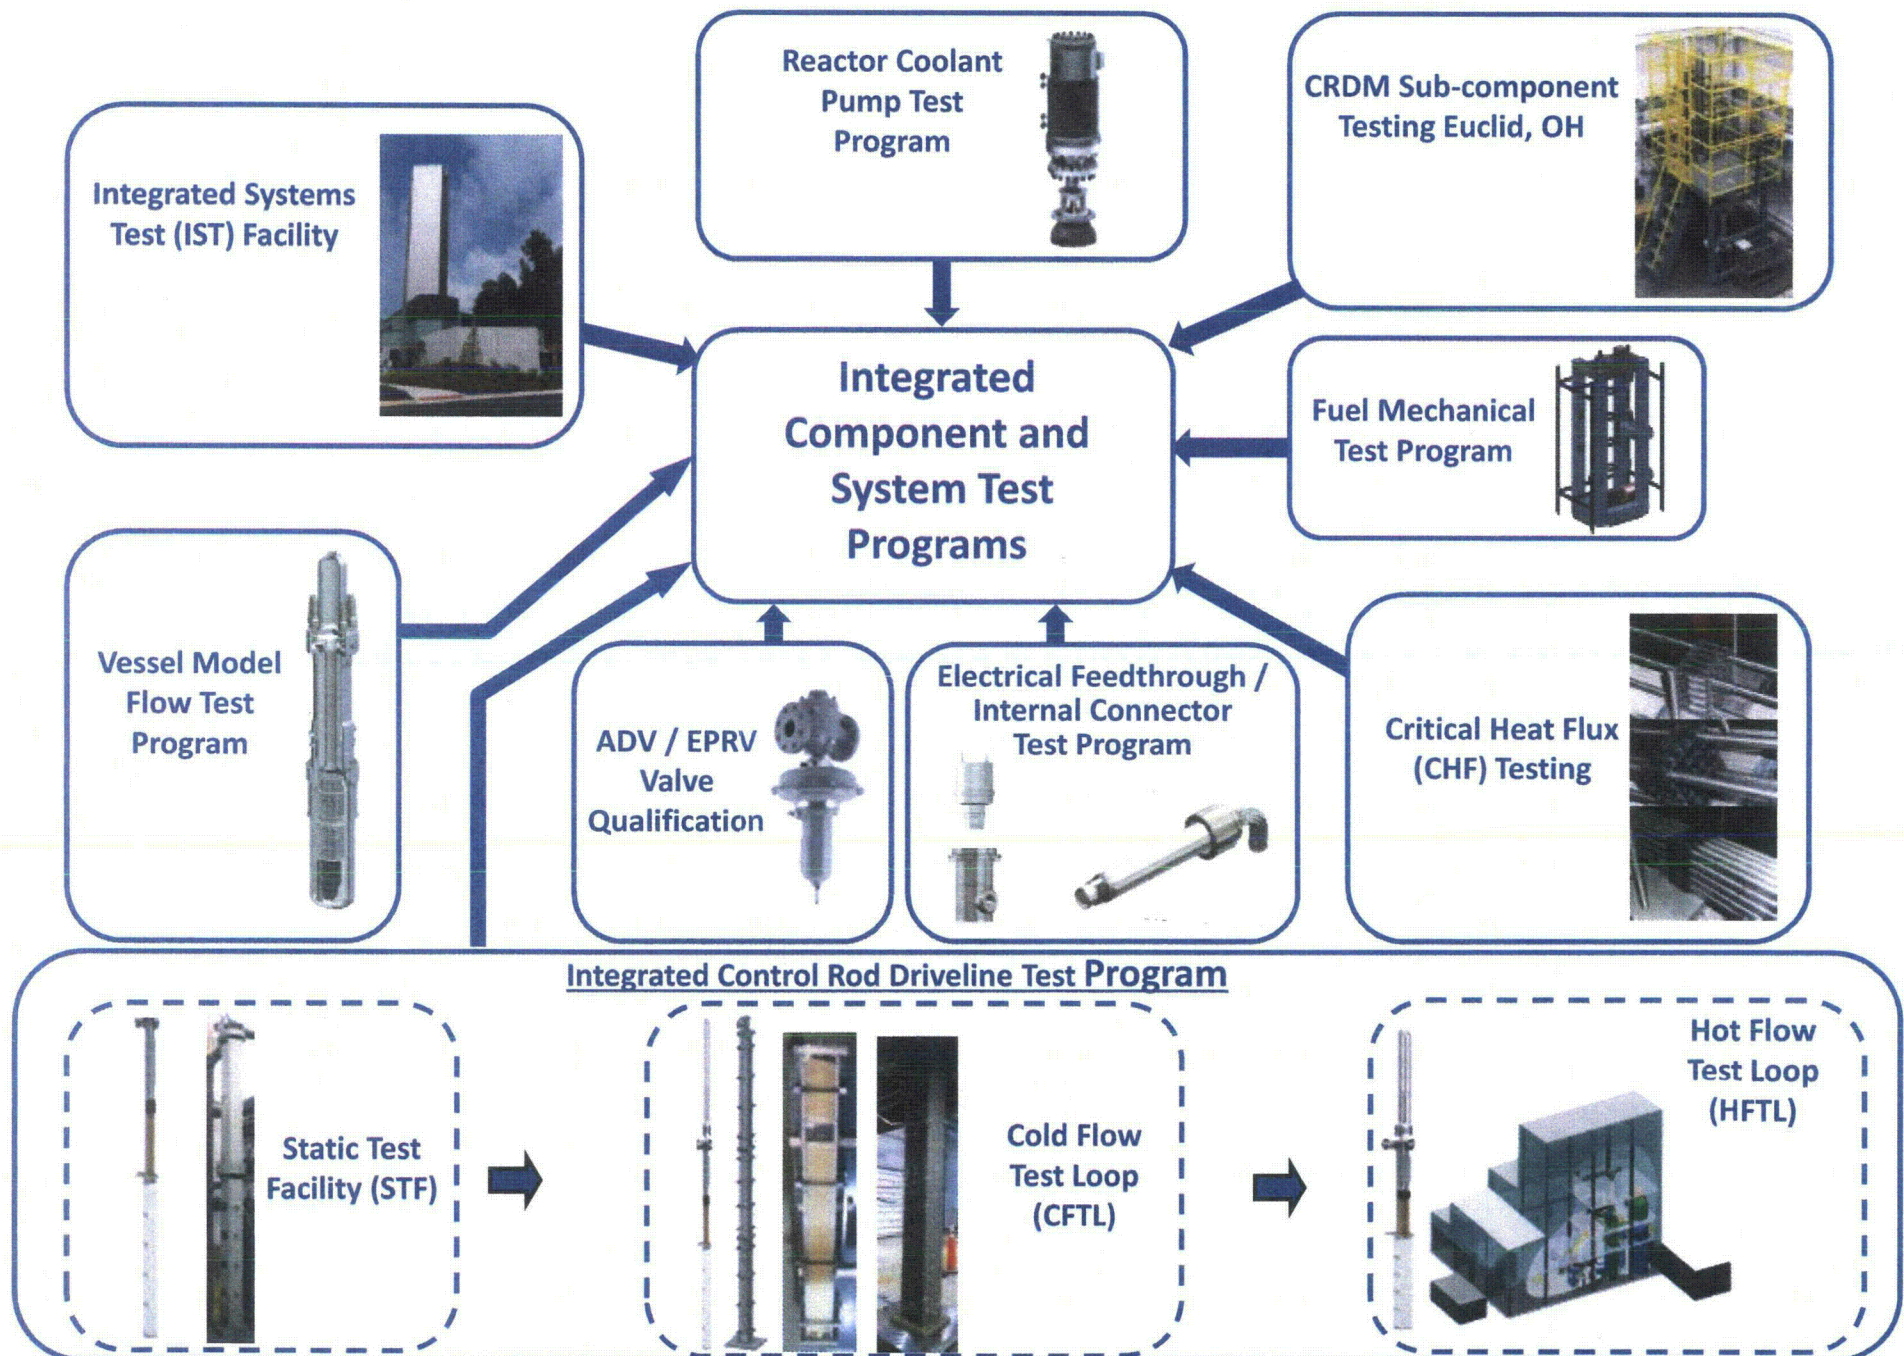 Reactor Coolant
Pump Test
Program
CRDM Sub-component
Testing Euclid, OH
Integrated Systems
Test (IST) Facility
Integrated
Component and
System Test
Programs
Fuel Mechanical
Test Program
Vessel Model
Flow Test
Program
ADV / EPRV
Valve
Qualification
Electrical Feedthrough /
Internal Connector
Test Program
Critical Heat Flux
(CHF) Testing
Integrated Control Rod Driveline Test Program
Static Test
Facility (STF)
Cold Flow
Test Loop
(CFTL)
Hot Flow
Test Loop
(HFTL)